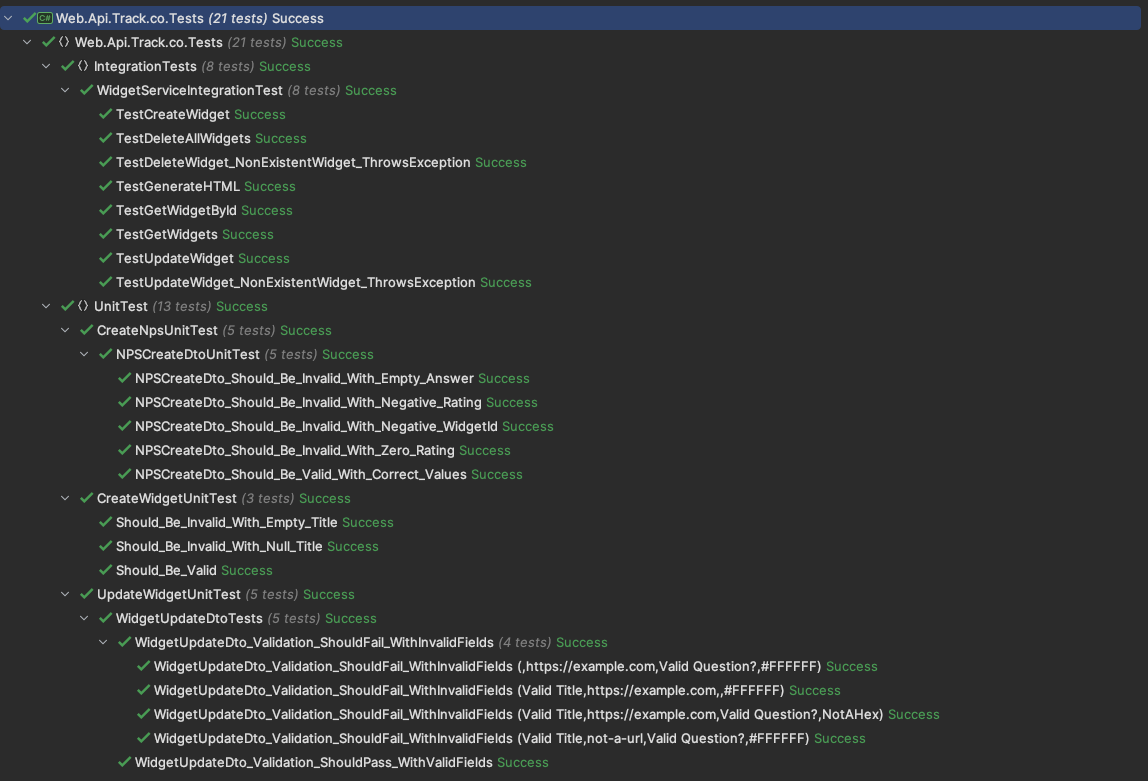 C# Web.Api.Track.co.Tests (21 tests) Success
Web.Api.Track.co.Tests (21 tests) Success
IntegrationTests (8 tests) Success
WidgetServiceIntegrationTest (8 tests) Success
TestCreateWidget Success
TestDeleteAllWidgets Success
TestDeleteWidget_NonExistentWidget_ThrowsException Success
TestGenerateHTML Success
TestGetWidgetById Success
TestGetWidgets Success
TestUpdateWidget Success
TestUpdateWidget_NonExistentWidget_ThrowsException Success
UnitTest (13 tests) Success
CreateNpsUnitTest (5 tests) Success
NPSCreateDtoUnitTest (5 tests) Success
NPSCreateDto_Should_Be_Invalid_With_Empty_Answer Success
NPSCreateDto_Should_Be_Invalid_With_Negative_Rating Success
NPSCreateDto_Should_Be_Invalid_With_Negative_WidgetId Success
NPSCreateDto_Should_Be_Invalid_With_Zero_Rating Success
NPSCreateDto_Should_Be_Valid_With_Correct_Values Success
CreateWidgetUnitTest (3 tests) Success
Should_Be_Invalid_With_Empty_Title Success
Should_Be_Invalid_With_Null_Title Success
Should_Be_Valid Success
UpdateWidgetUnitTest (5 tests) Success
WidgetUpdateDtoTests (5 tests) Success
WidgetUpdateDto_Validation_ShouldFail_WithInvalidFields (4 tests) Success
WidgetUpdateDto_Validation_ShouldFail_WithInvalidFields (,https://example.com,Valid Question?,#FFFFFF) Success
WidgetUpdateDto_Validation_ShouldFail_WithInvalidFields (Valid Title,https://example.com,,#FFFFFF) Success
WidgetUpdateDto_Validation_ShouldFail_WithInvalidFields (Valid Title,https://example.com,Valid Question?,NotAHex) Success
WidgetUpdateDto_Validation_ShouldFail_WithInvalidFields (Valid Title,not-a-url,Valid Question?,#FFFFFF) Success
WidgetUpdateDto_Validation_ShouldPass_WithValidFields Success